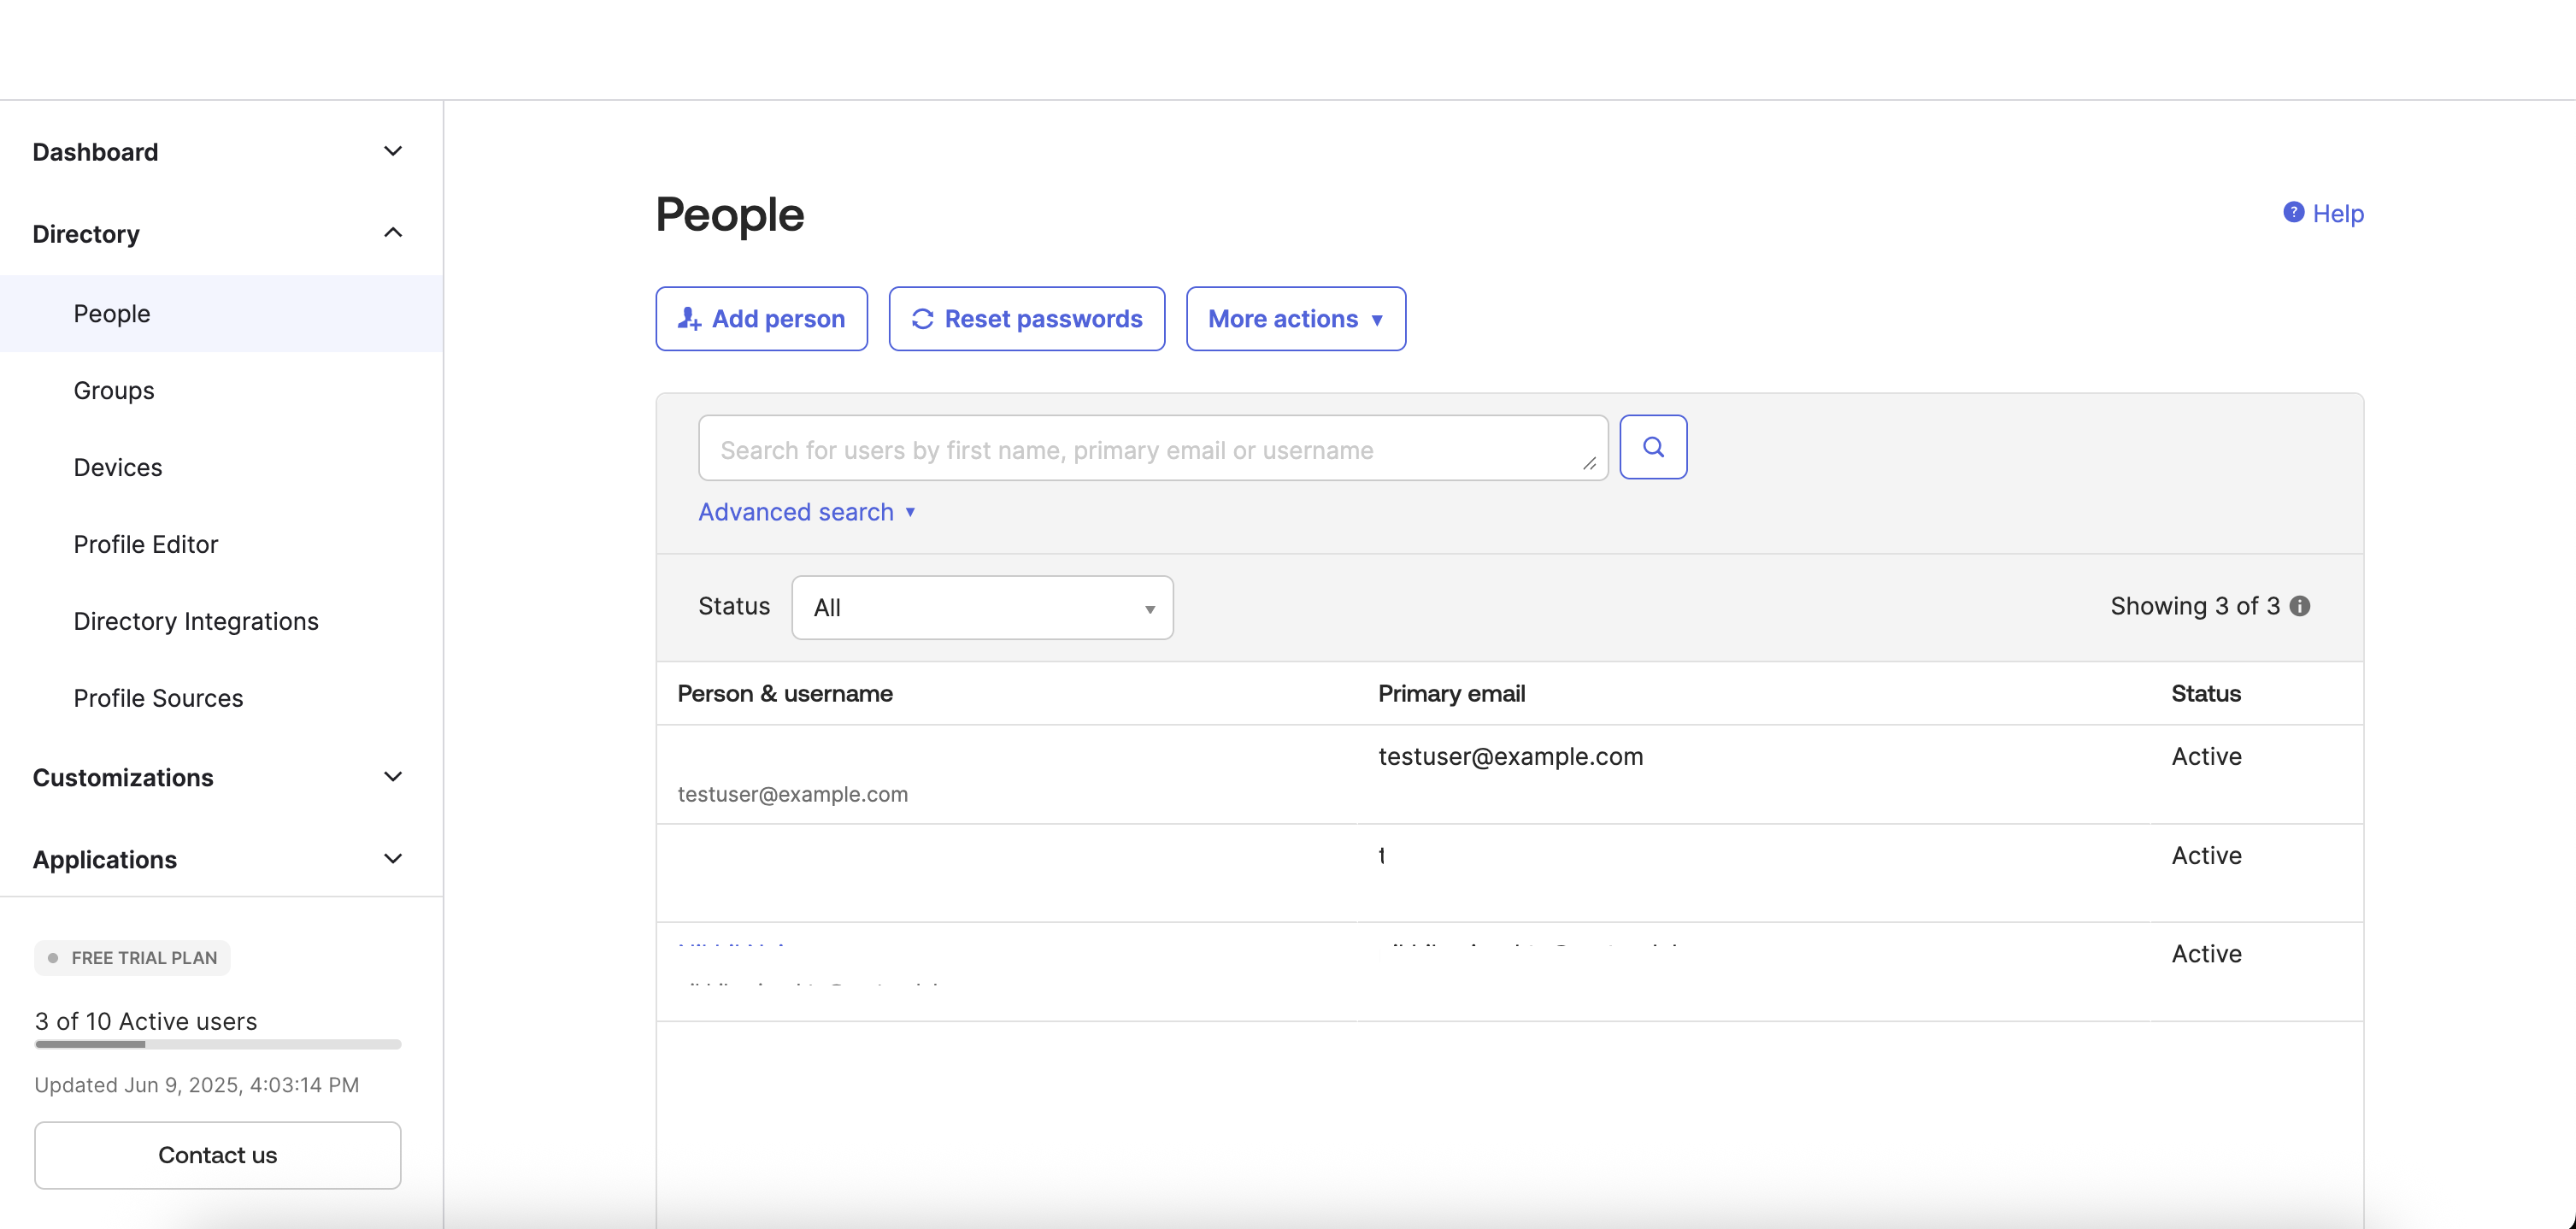 Dashboard
Directory
People
Groups
Devices
Profile Editor
Directory Integrations
Profile Sources
Customizations
Applications
FREE TRIAL PLAN
3 of 10 Active users
Updated Jun 9, 2025, 4:03:14 PM
Contact us
People
Help
Add person
Reset passwords
More actions
Search for users by first name, primary email or username
Advanced search
Status All Showing 3 of 3
Person & username Primary email Status
testuser@example.com Active
testuser@example.com
t Active
Active